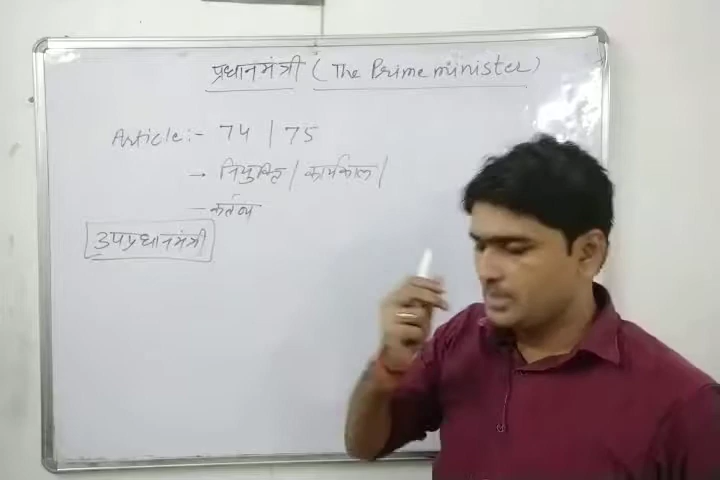 प्रधानमंत्री ( The Prime minister )
Article :- 74 | 75
→ नियुक्ति | कार्यकाल |
– कर्तव्य
उपप्रधानमंत्री